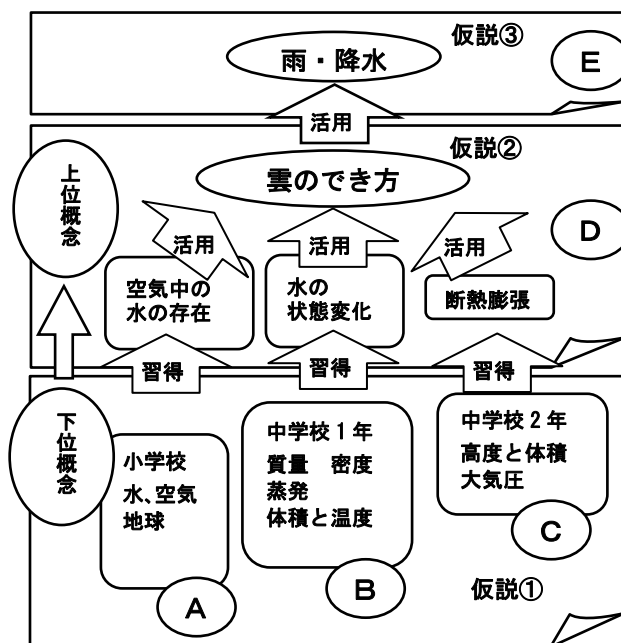 仮説③
雨・降水
E
活用
仮説②
上位概念
雲のでき方
D
活用
活用
活用
空気中の
水の存在
水の
状態変化
断熱膨張
習得
習得
習得
下位概念
小学校
水、空気
地球
A
中学校1年
質量 密度
蒸発
体積と温度
B
中学校2年
高度と体積
大気圧
C
仮説①